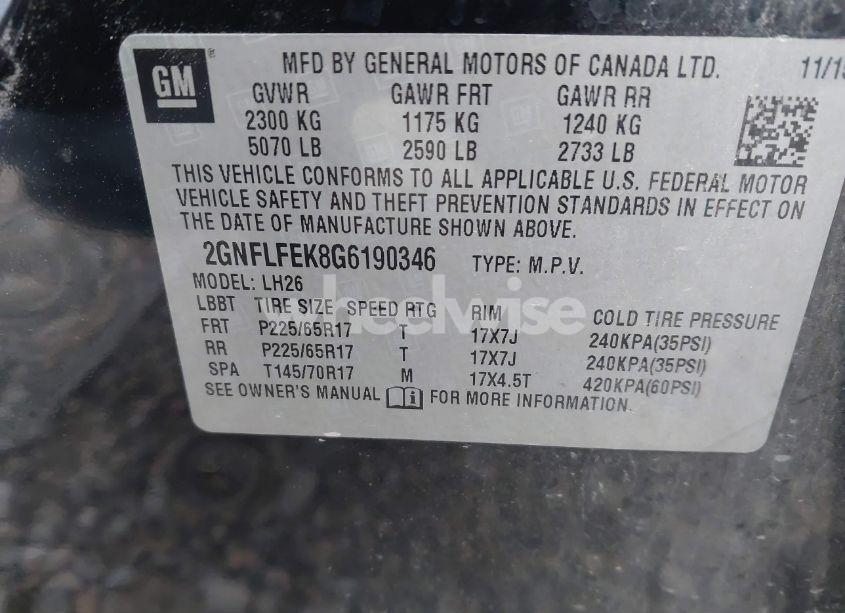 GM
MFD BY GENERAL MOTORS OF CANADA LTD. 11/15
GVWR GAWR FRT GAWR RR
2300 KG 1175 KG 1240 KG
5070 LB 2590 LB 2733 LB
THIS VEHICLE CONFORMS TO ALL APPLICABLE U.S. FEDERAL MOTOR
VEHICLE SAFETY AND THEFT PREVENTION STANDARDS IN EFFECT ON
THE DATE OF MANUFACTURE SHOWN ABOVE.
2GNFLFEK8G6190346 TYPE: M.P.V.
MODEL: LH26
wheelwise
LBBT TIRE SIZE SPEED RTG RIM COLD TIRE PRESSURE
FRT P225/65R17 T 17X7J 240KPA(35PSI)
RR P225/65R17 T 17X7J 240KPA(35PSI)
SPA T145/70R17 M 17X4.5T 420KPA(60PSI)
SEE OWNER'S MANUAL FOR MORE INFORMATION.